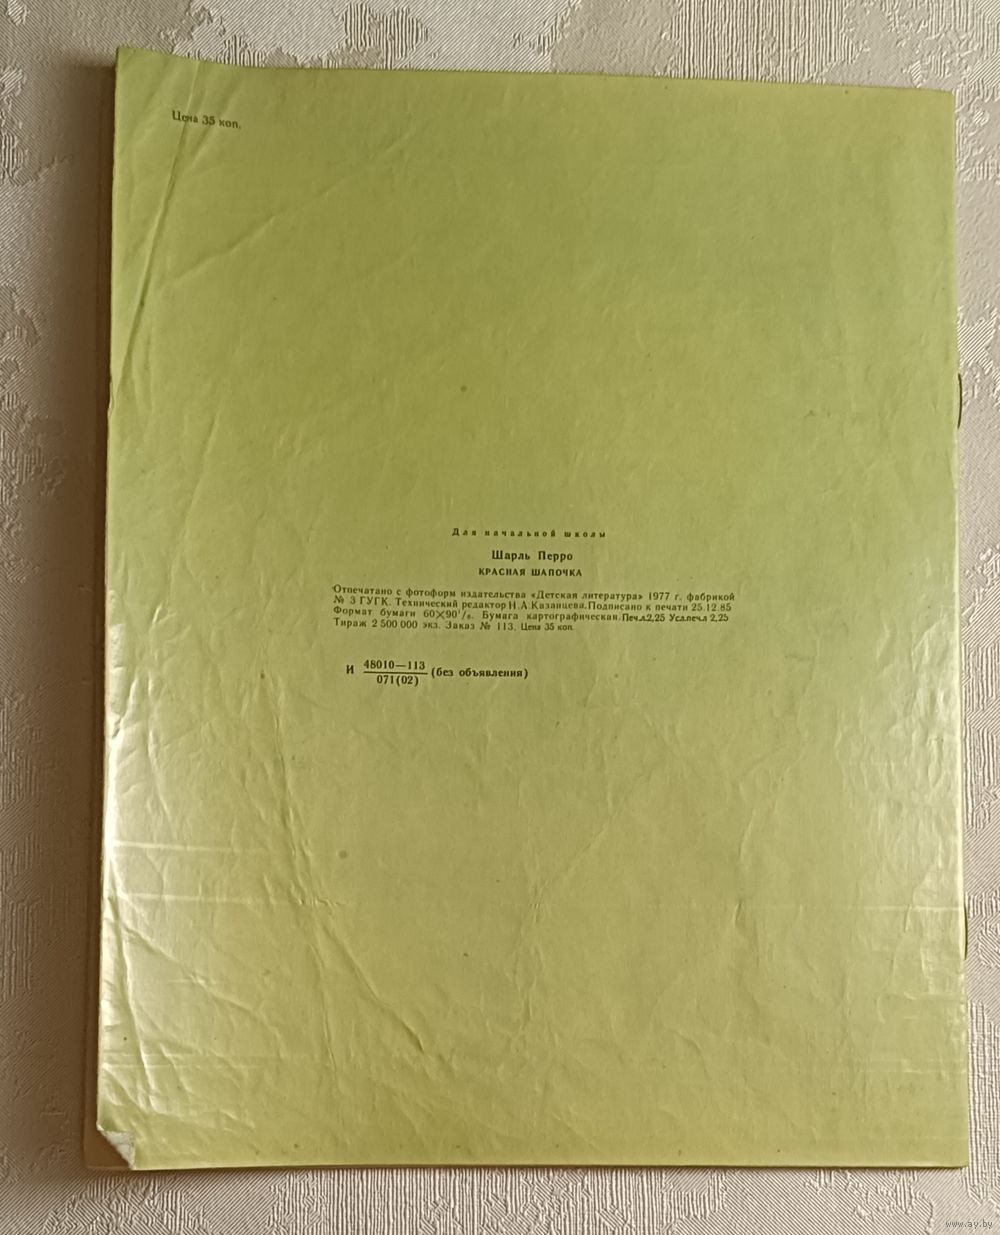 Цена 35 коп.
Для начальной школы
Шарль Перро
КРАСНАЯ ШАПОЧКА
Отпечатано с фотоформ издательства «Детская литература» 1977 г. фабрикой
№ 3 ГУГК. Технический редактор Н.А.Казанцева. Подписано к печати 25.12.85
Формат бумаги 60×90¹/₈. Бумага картографическая. Печ.л.2,25 Усл.печ.л 2,25
Тираж 2 500 000 экз. Заказ № 113. Цена 35 коп.
И 48010—113 (без объявления)
071(02)
www.ay.by